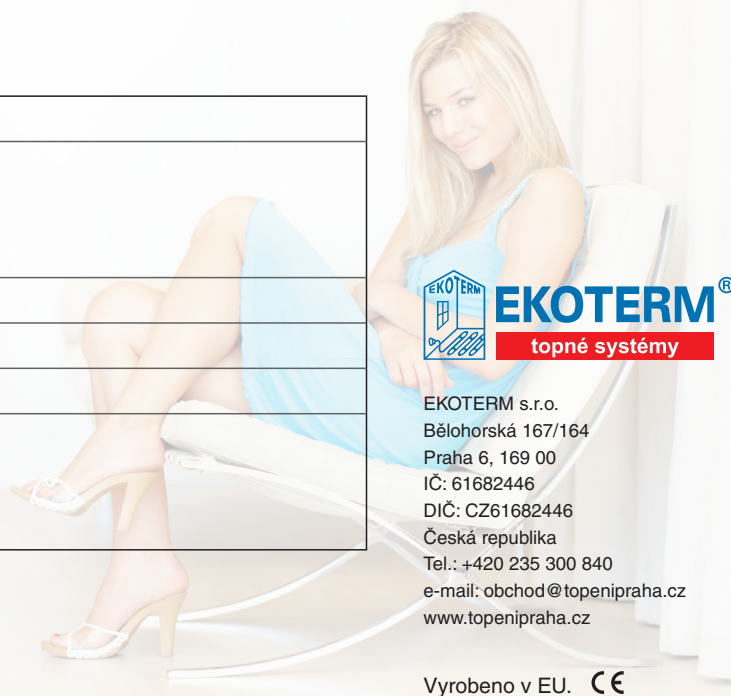 EKOTERM
EKOTERM®
topné systémy
EKOTERM s.r.o.
Bělohorská 167/164
Praha 6, 169 00
IČ: 61682446
DIČ: CZ61682446
Česká republika
Tel.: +420 235 300 840
e-mail: obchod@topenipraha.cz
www.topenipraha.cz
Vyrobeno v EU. CE